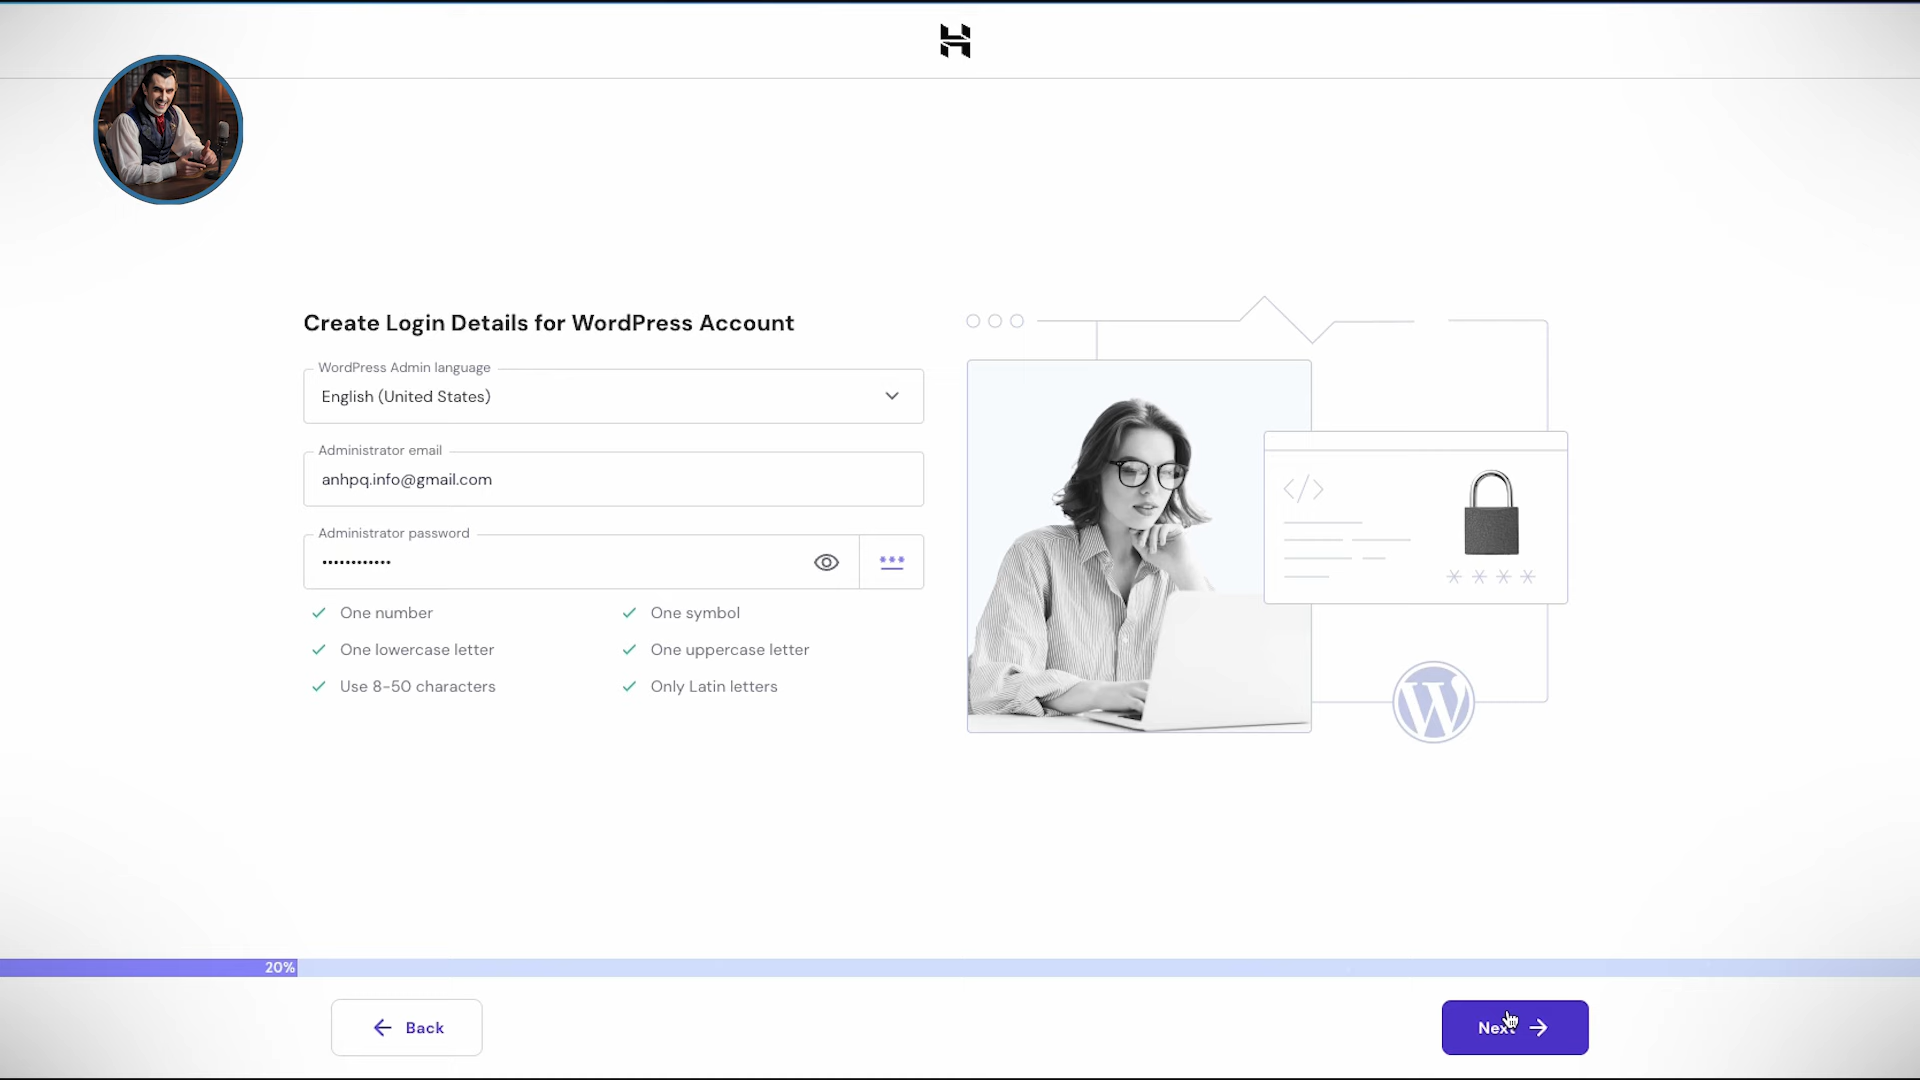 Create Login Details for WordPress Account
WordPress Admin language
English (United States)
Administrator email
anhpq.info@gmail.com
Administrator password
••••••••••••
One number
One symbol
One lowercase letter
One uppercase letter
Use 8-50 characters
Only Latin letters
20%
Back
Next